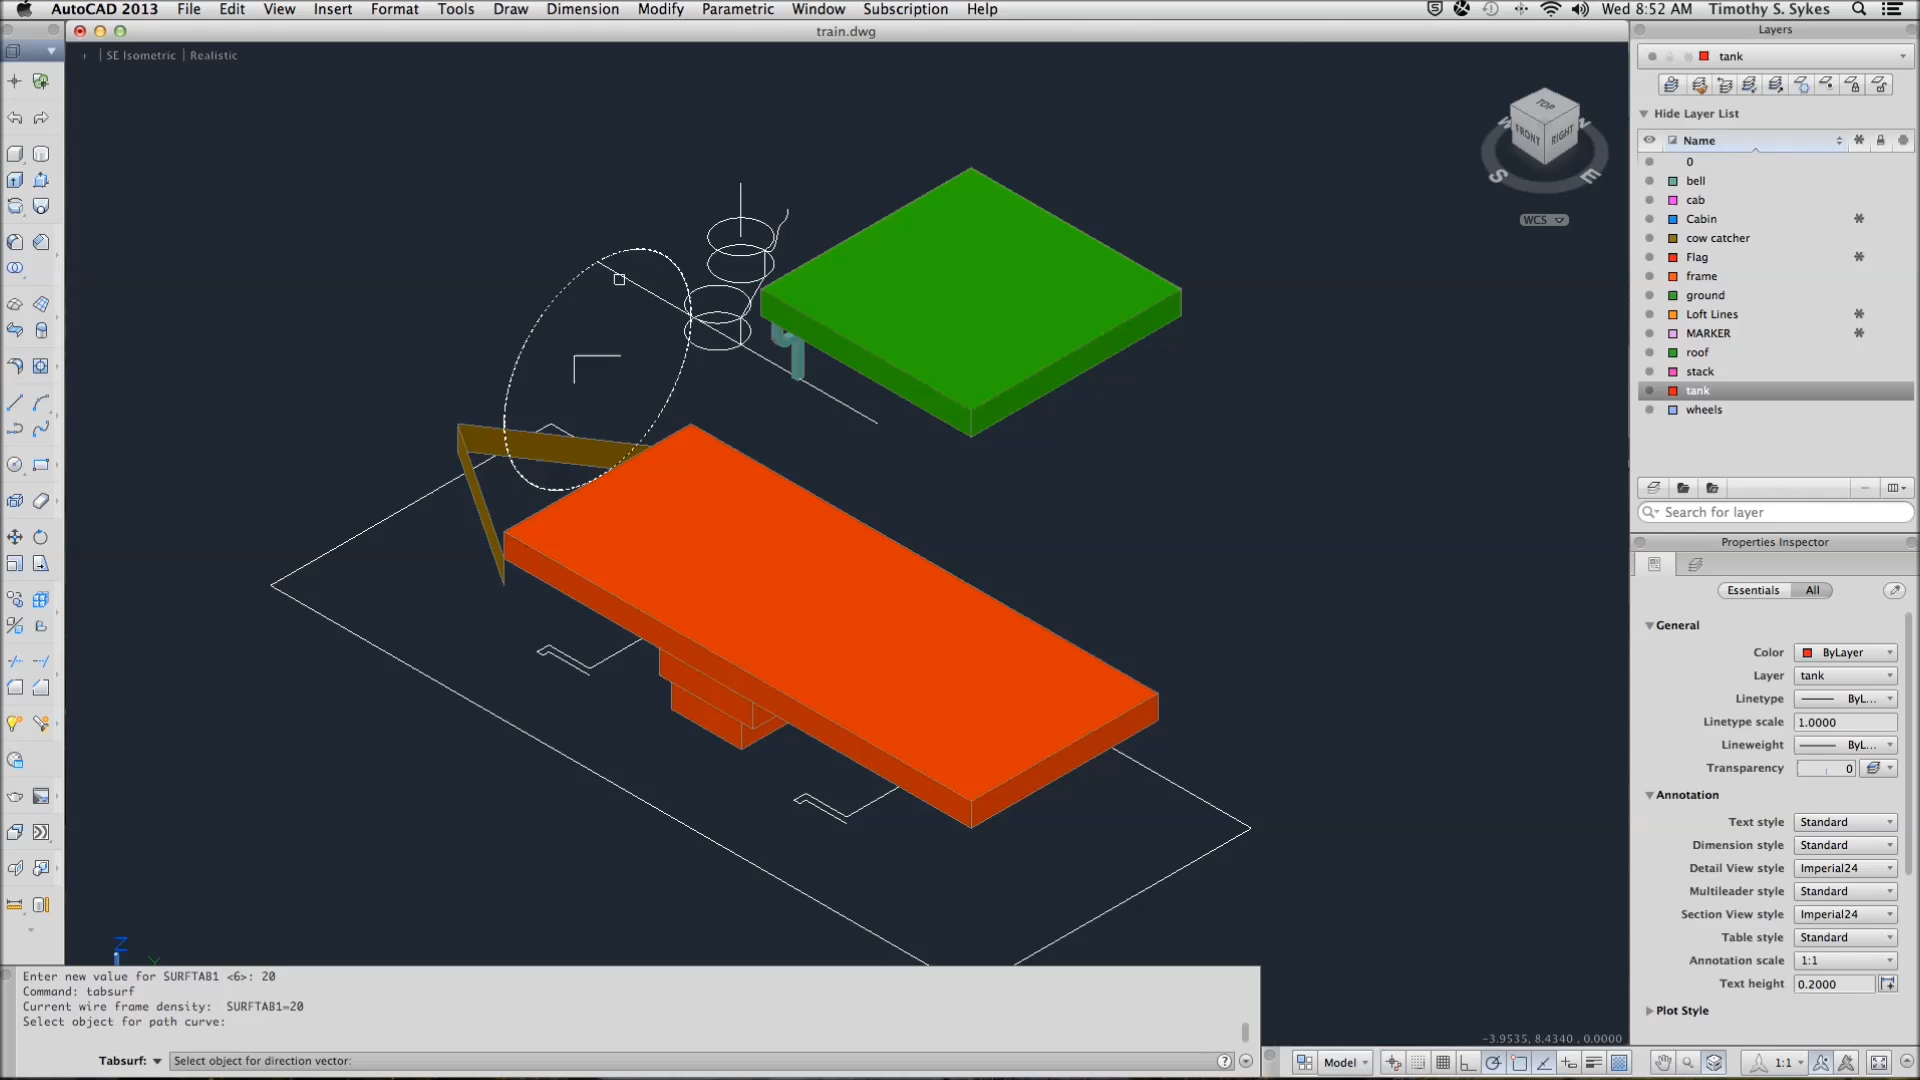 AutoCAD 2013 File Edit View Insert Format Tools Draw Dimension Modify Parametric Window Subscription Help Wed 8:52 AM Timothy S. Sykes
train.dwg
+ | SE Isometric | Realistic
TOP
FRONT RIGHT
W N
S E
WCS
Layers
tank
Hide Layer List
Name
0
bell
cab
Cabin
cow catcher
Flag
frame
ground
Loft Lines
MARKER
roof
stack
tank
wheels
Search for layer
Properties Inspector
Essentials All
General
Color ByLayer
Layer tank
Linetype ByL...
Linetype scale 1.0000
Lineweight ByL...
Transparency 0
Annotation
Text style Standard
Dimension style Standard
Detail View style Imperial24
Multileader style Standard
Section View style Imperial24
Table style Standard
Annotation scale 1:1
Text height 0.2000
Plot Style
Z
Y
Enter new value for SURFTAB1 <6>: 20
Command: tabsurf
Current wire frame density: SURFTAB1=20
Select object for path curve:
Tabsurf: Select object for direction vector:
-3.9535, 8.4340 , 0.0000
Model 1:1